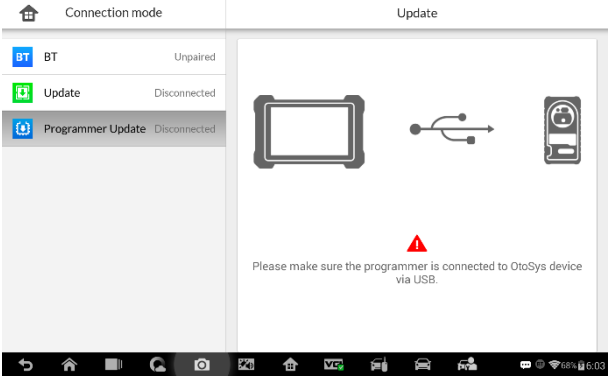 Connection mode
Update
BT BT Unpaired
Update Disconnected
Programmer Update Disconnected
Please make sure the programmer is connected to OtoSys device
via USB.
68% 6:03